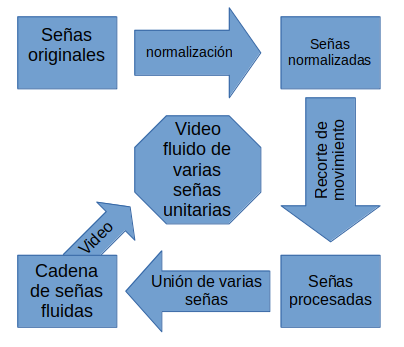 Señas
originales
normalización
Señas
normalizadas
Recorte de
movimiento
Señas
procesadas
Unión de varias
señas
Cadena
de señas
fluidas
Video
Video
fluido de
varias
señas
unitarias